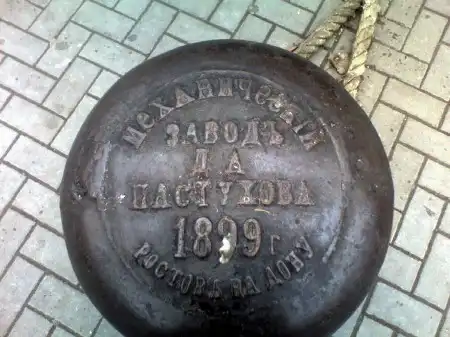 МЕХАНИЧЕСКІЙ
ЗАВОДЪ
Д А
ПАСТУХОВА
1899 г
РОСТОВЪ НА ДОНУ